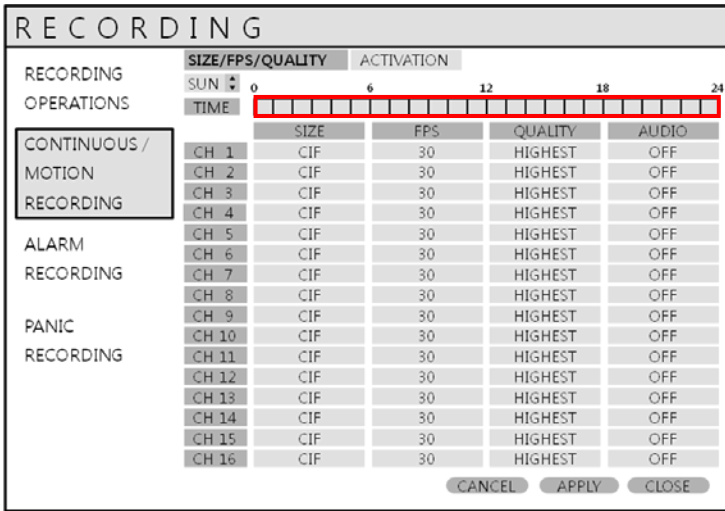 RECORDING
SIZE/FPS/QUALITY ACTIVATION
SUN 0 6 12 18 24
TIME
RECORDING
OPERATIONS
CONTINUOUS /
MOTION
RECORDING
ALARM
RECORDING
PANIC
RECORDING
SIZE FPS QUALITY AUDIO
CH 1 CIF 30 HIGHEST OFF
CH 2 CIF 30 HIGHEST OFF
CH 3 CIF 30 HIGHEST OFF
CH 4 CIF 30 HIGHEST OFF
CH 5 CIF 30 HIGHEST OFF
CH 6 CIF 30 HIGHEST OFF
CH 7 CIF 30 HIGHEST OFF
CH 8 CIF 30 HIGHEST OFF
CH 9 CIF 30 HIGHEST OFF
CH 10 CIF 30 HIGHEST OFF
CH 11 CIF 30 HIGHEST OFF
CH 12 CIF 30 HIGHEST OFF
CH 13 CIF 30 HIGHEST OFF
CH 14 CIF 30 HIGHEST OFF
CH 15 CIF 30 HIGHEST OFF
CH 16 CIF 30 HIGHEST OFF
CANCEL APPLY CLOSE